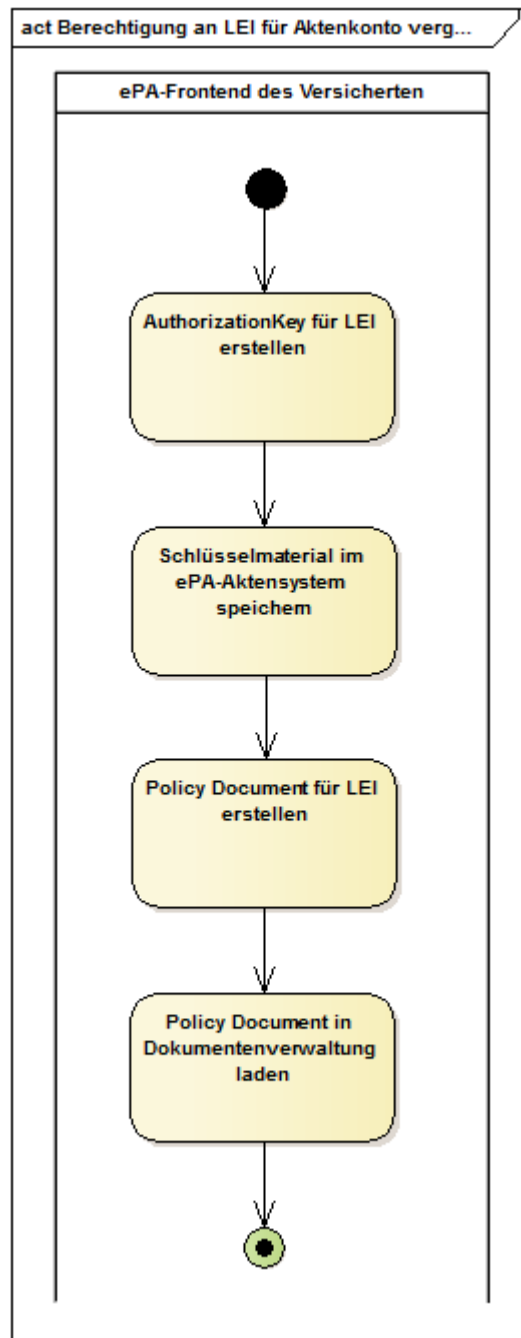 act Berechtigung an LEI für Aktenkonto verg...
ePA-Frontend des Versicherten
AuthorizationKey für LEI
erstellen
Schlüsselmaterial im
ePA-Aktensystem
speichern
Policy Document für LEI
erstellen
Policy Document in
Dokumentenverwaltung
laden